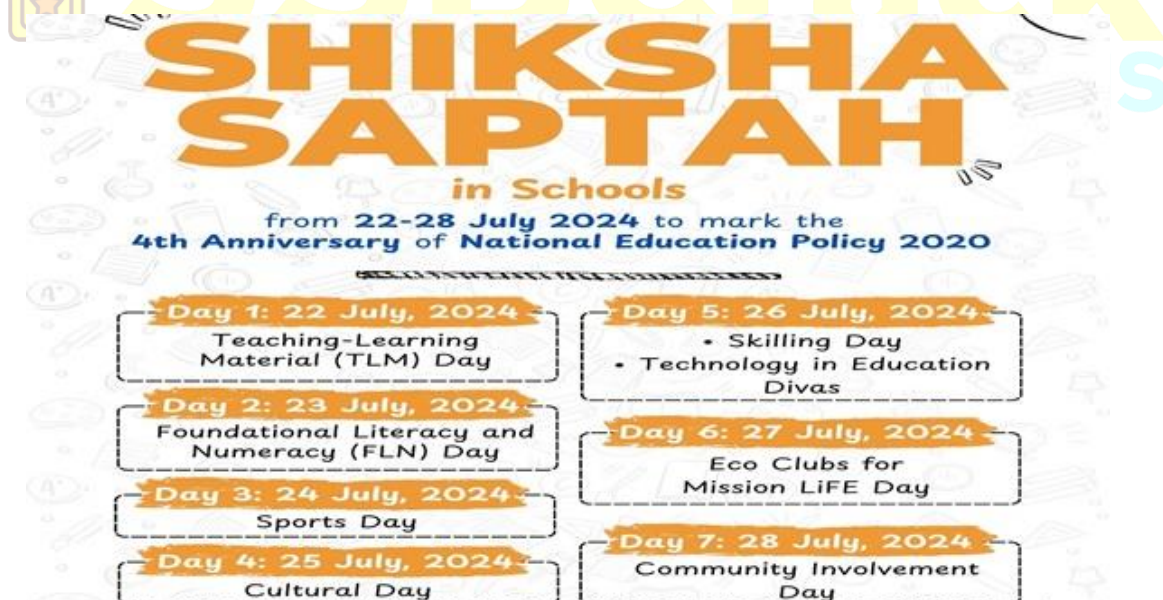 SHIKSHA
SAPTAH
in Schools
from 22-28 July 2024 to mark the
4th Anniversary of National Education Policy 2020
Day 1: 22 July, 2024
Teaching-Learning
Material (TLM) Day
Day 2: 23 July, 2024
Foundational Literacy and
Numeracy (FLN) Day
Day 3: 24 July, 2024
Sports Day
Day 4: 25 July, 2024
Cultural Day
Day 5: 26 July, 2024
• Skilling Day
• Technology in Education
Divas
Day 6: 27 July, 2024
Eco Clubs for
Mission LiFE Day
Day 7: 28 July, 2024
Community Involvement
Day